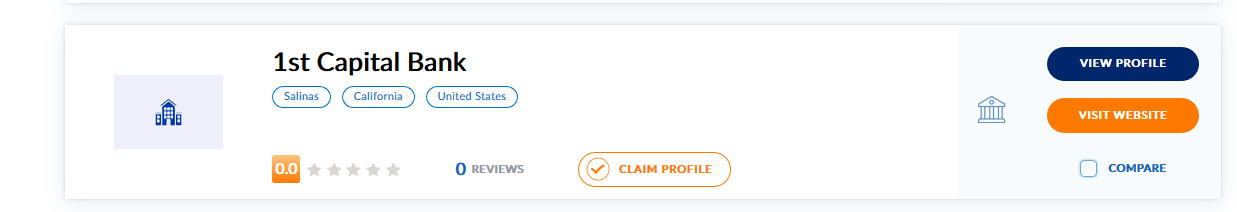 1st Capital Bank
Salinas California United States
0.0 0 REVIEWS CLAIM PROFILE
VIEW PROFILE
VISIT WEBSITE
COMPARE